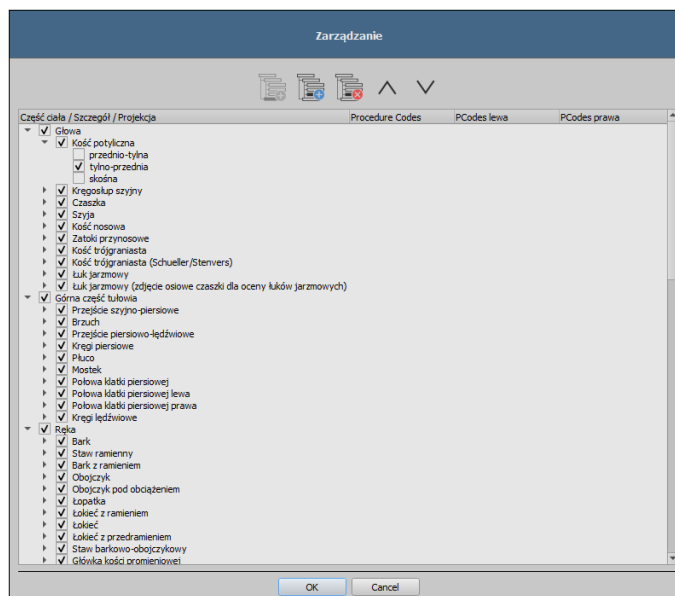 Zarządzanie
Część ciała / Szczegół / Projekcja Procedure Codes PCodes lewa PCodes prawa
Głowa
Kość potyliczna
przednio-tylna
tylno-przednia
skośna
Kręgosłup szyjny
Czaszka
Szyja
Kość nosowa
Zatoki przynosowe
Kość trójgraniasta
Kość trójgraniasta (Schueller/Stenvers)
Łuk jarzmowy
Łuk jarzmowy (zdjęcie osiowe czaszki dla oceny łuków jarzmowych)
Górna część tułowia
Przejście szyjno-piersiowe
Brzuch
Przejście piersiowo-lędźwiowe
Kręgi piersiowe
Płuco
Mostek
Połowa klatki piersiowej
Połowa klatki piersiowej lewa
Połowa klatki piersiowej prawa
Kręgi lędźwiowe
Ręka
Bark
Staw ramienny
Bark z ramieniem
Obojczyk
Obojczyk pod obciążeniem
Łopatka
Łokieć z ramieniem
Łokieć
Łokieć z przedramieniem
Staw barkowo-obojczykowy
Główka kości promieniowej
OK Cancel